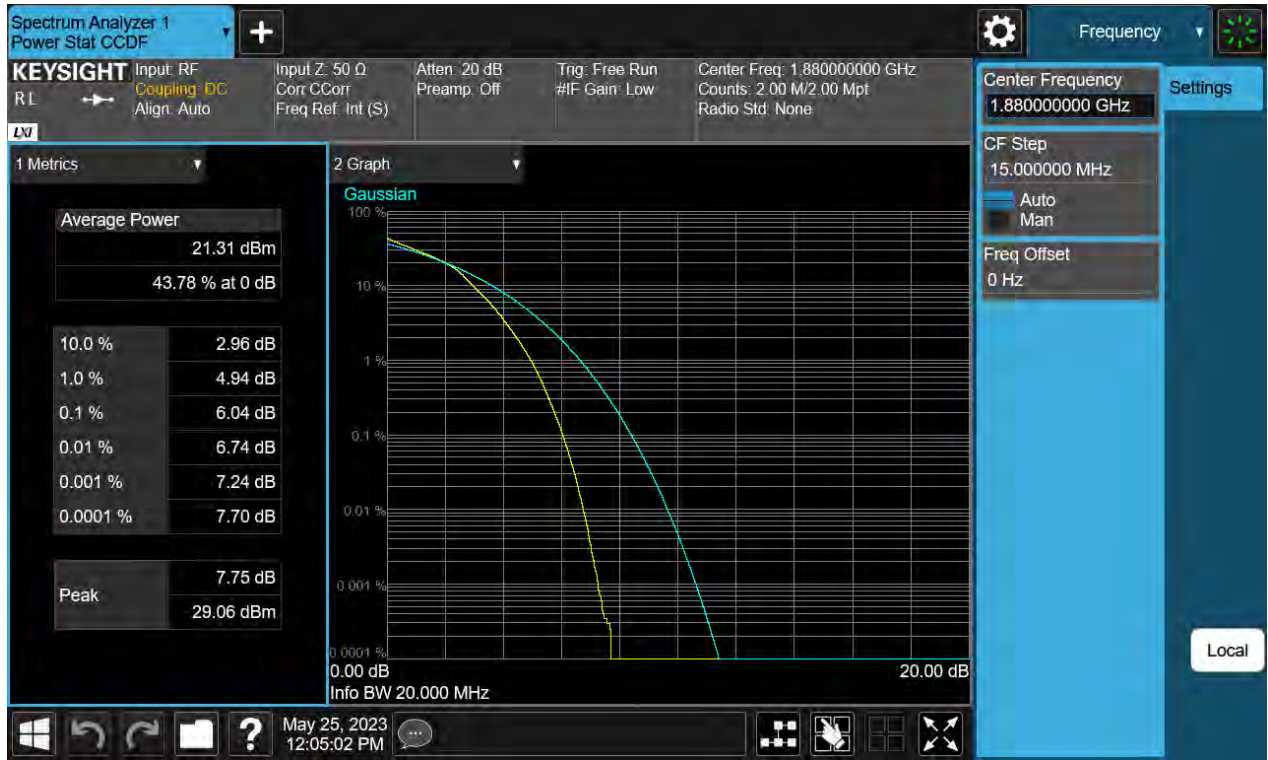 Spectrum Analyzer 1
Power Stat CCDF
+
Frequency
KEYSIGHT
RL
LXI
Input: RF
Coupling: DC
Align: Auto
Input Z: 50 Ω
Corr CCorr
Freq Ref: Int (S)
Atten: 20 dB
Preamp: Off
Trig: Free Run
#IF Gain: Low
Center Freq: 1.880000000 GHz
Counts: 2.00 M/2.00 Mpt
Radio Std: None
Center Frequency
1.880000000 GHz
Settings
CF Step
15.000000 MHz
Auto
Man
Freq Offset
0 Hz
1 Metrics
Average Power
21.31 dBm
43.78 % at 0 dB
10.0 % 2.96 dB
1.0 % 4.94 dB
0.1 % 6.04 dB
0.01 % 6.74 dB
0.001 % 7.24 dB
0.0001 % 7.70 dB
Peak
7.75 dB
29.06 dBm
2 Graph
Gaussian
100 %
10 %
1 %
0.1 %
0.01 %
0.001 %
0.0001 %
0.00 dB 20.00 dB
Info BW 20.000 MHz
Local
?
May 25, 2023
12:05:02 PM